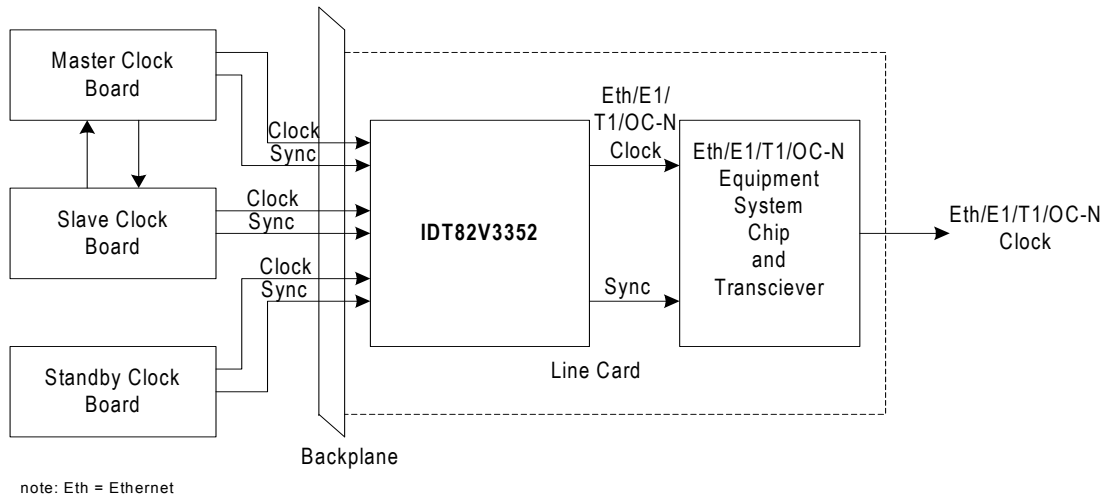 Master Clock
Board
Slave Clock
Board
Standby Clock
Board
Clock
Sync
Clock
Sync
Clock
Sync
Backplane
IDT82V3352
Eth/E1/
T1/OC-N
Clock
Sync
Line Card
Eth/E1/T1/OC-N
Equipment
System
Chip
and
Transciever
Eth/E1/T1/OC-N
Clock
note: Eth = Ethernet